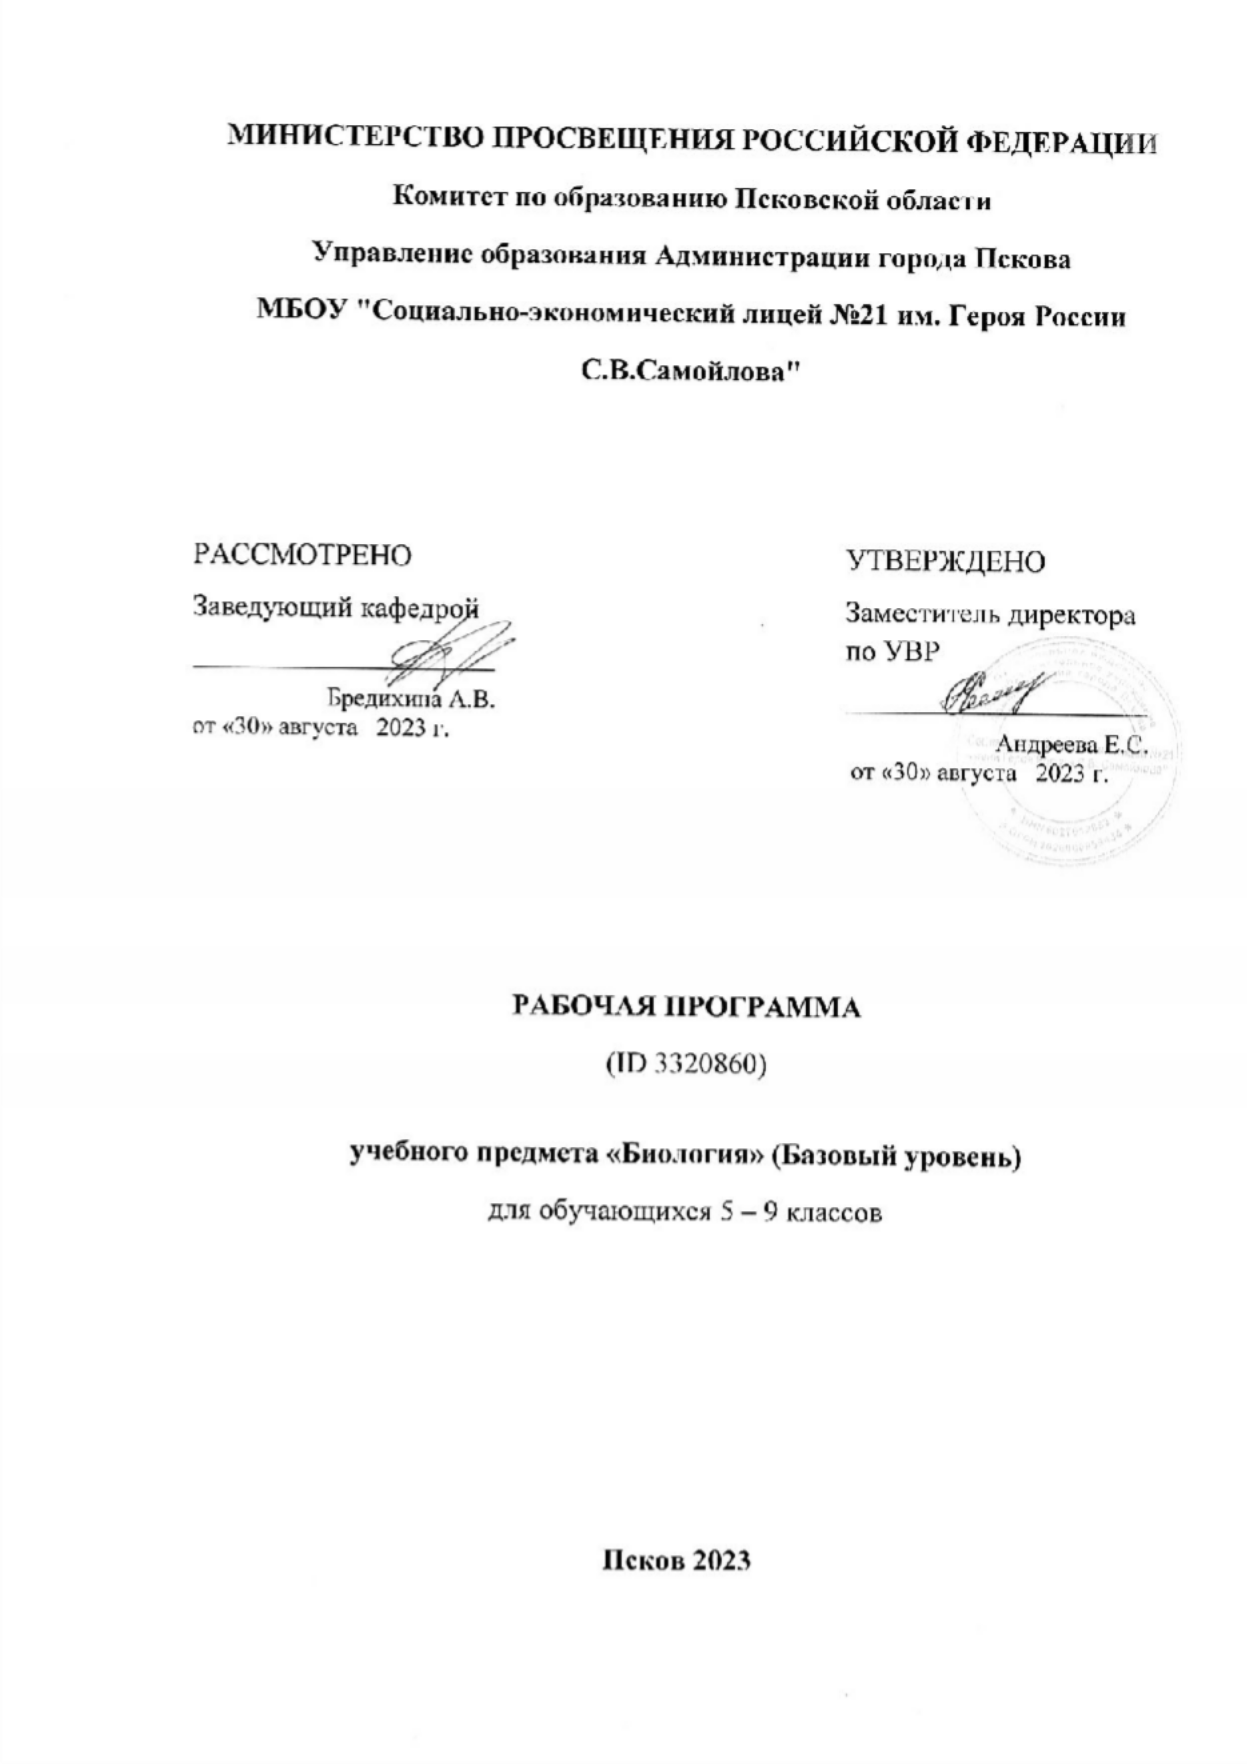 МИНИСТЕРСТВО ПРОСВЕЩЕНИЯ РОССИЙСКОЙ ФЕДЕРАЦИИ
Комитет по образованию Псковской области
Управление образования Администрации города Пскова
МБОУ "Социально-экономический лицей №21 им. Героя России
С.В.Самойлова"
РАССМОТРЕНО
Заведующий кафедрой
Бредихина А.В.
от «30» августа 2023 г.
УТВЕРЖДЕНО
Заместитель директора
по УВР
Андреева Е.С.
от «30» августа 2023 г.
РАБОЧАЯ ПРОГРАММА
(ID 3320860)
учебного предмета «Биология» (Базовый уровень)
для обучающихся 5 – 9 классов
Псков 2023